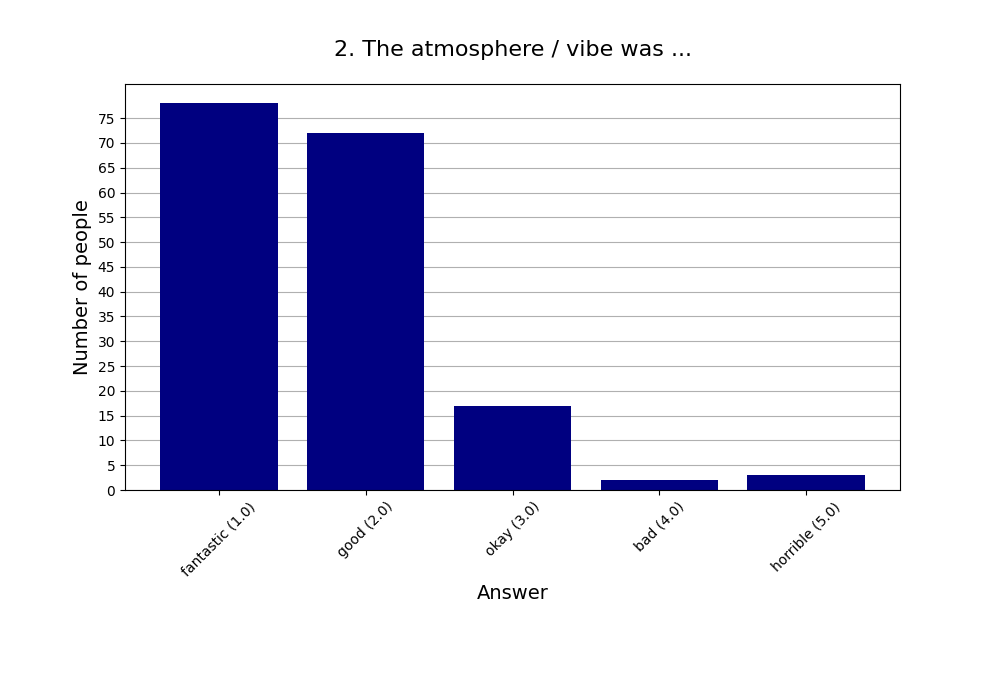 2. The atmosphere / vibe was ...
Number of people
75
70
65
60
55
50
45
40
35
30
25
20
15
10
5
0
fantastic (1.0)
good (2.0)
okay (3.0)
bad (4.0)
horrible (5.0)
Answer